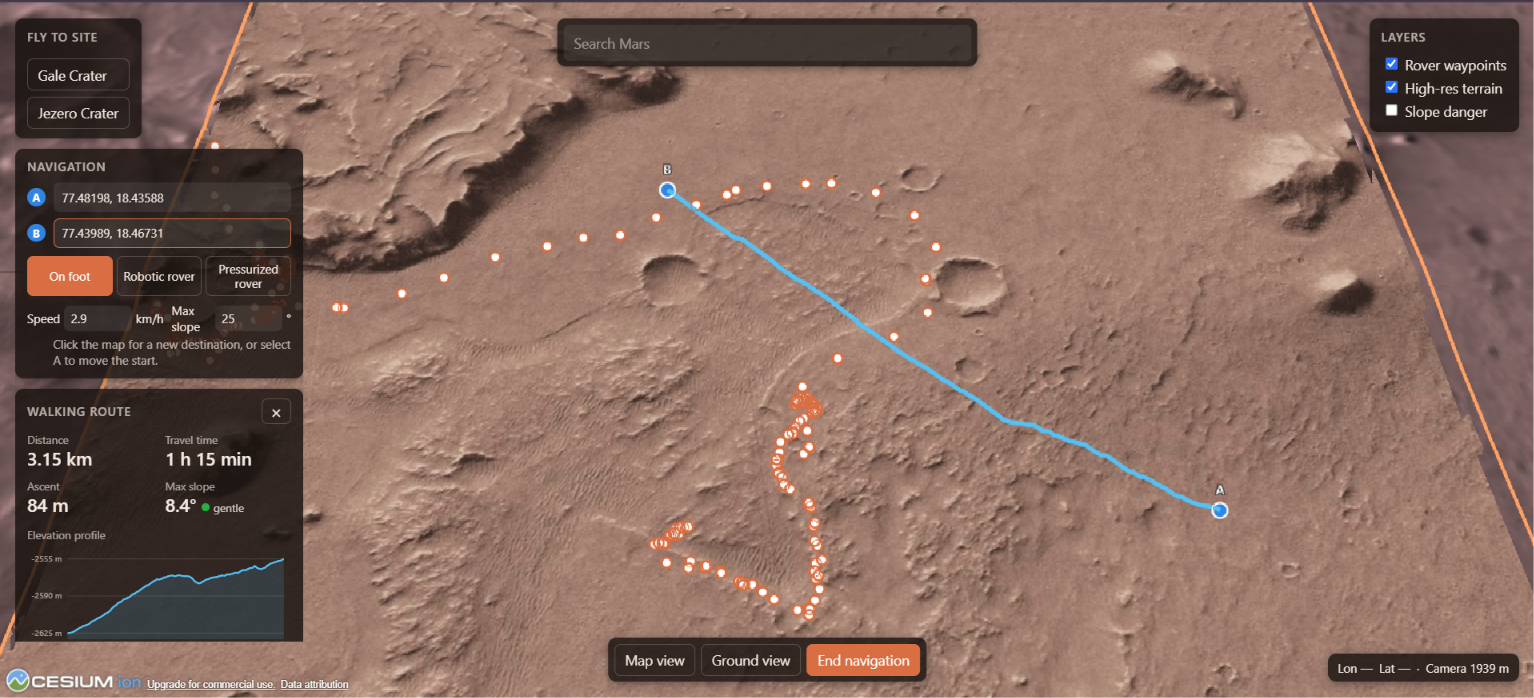 FLY TO SITE
Gale Crater
Jezero Crater
Search Mars
LAYERS
Rover waypoints
High-res terrain
Slope danger
NAVIGATION
A 77.48198, 18.43588
B 77.43989, 18.46731
On foot
Robotic rover
Pressurized
rover
Speed 2.9 km/h Max
slope 25 °
Click the map for a new destination, or select
A to move the start.
WALKING ROUTE
×
Distance Travel time
3.15 km 1 h 15 min
Ascent Max slope
84 m 8.4° gentle
Elevation profile
-2555 m
-2590 m
-2625 m
B
A
Map view
Ground view
End navigation
CESIUM ion Upgrade for commercial use. Data attribution
Lon — Lat — · Camera 1939 m